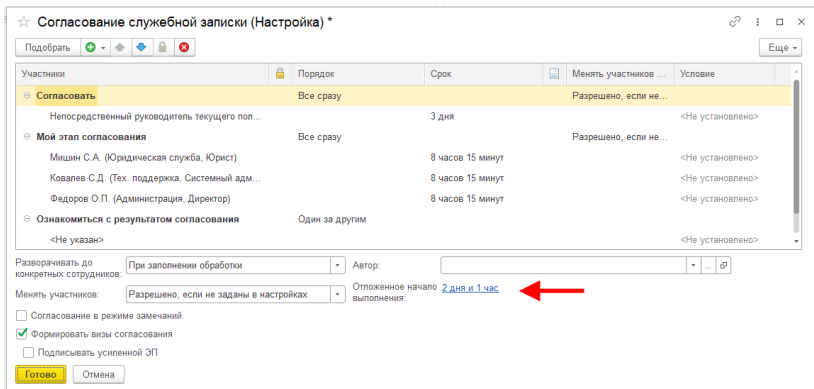 Согласование служебной записки (Настройка) *
Подобрать Еще
Участники Порядок Срок Менять участников ... Условие
Согласовать Все сразу Разрешено, если не...
Непосредственный руководитель текущего пол... 3 дня <Не установлено>
Мой этап согласования Все сразу Разрешено, если не...
Мишин С.А. (Юридическая служба, Юрист) 8 часов 15 минут <Не установлено>
Ковалев С.Д. (Тех. поддержка, Системный адм... 8 часов 15 минут <Не установлено>
Федоров О.П. (Администрация, Директор) 8 часов 15 минут <Не установлено>
Ознакомиться с результатом согласования Один за другим
<Не указан> <Не установлено>
Разворачивать до
конкретных сотрудников: При заполнении обработки Автор: ...
Менять участников: Разрешено, если не заданы в настройках Отложенное начало
выполнения: 2 дня и 1 час
Согласование в режиме замечаний
Формировать визы согласования
Подписывать усиленной ЭП
Готово Отмена